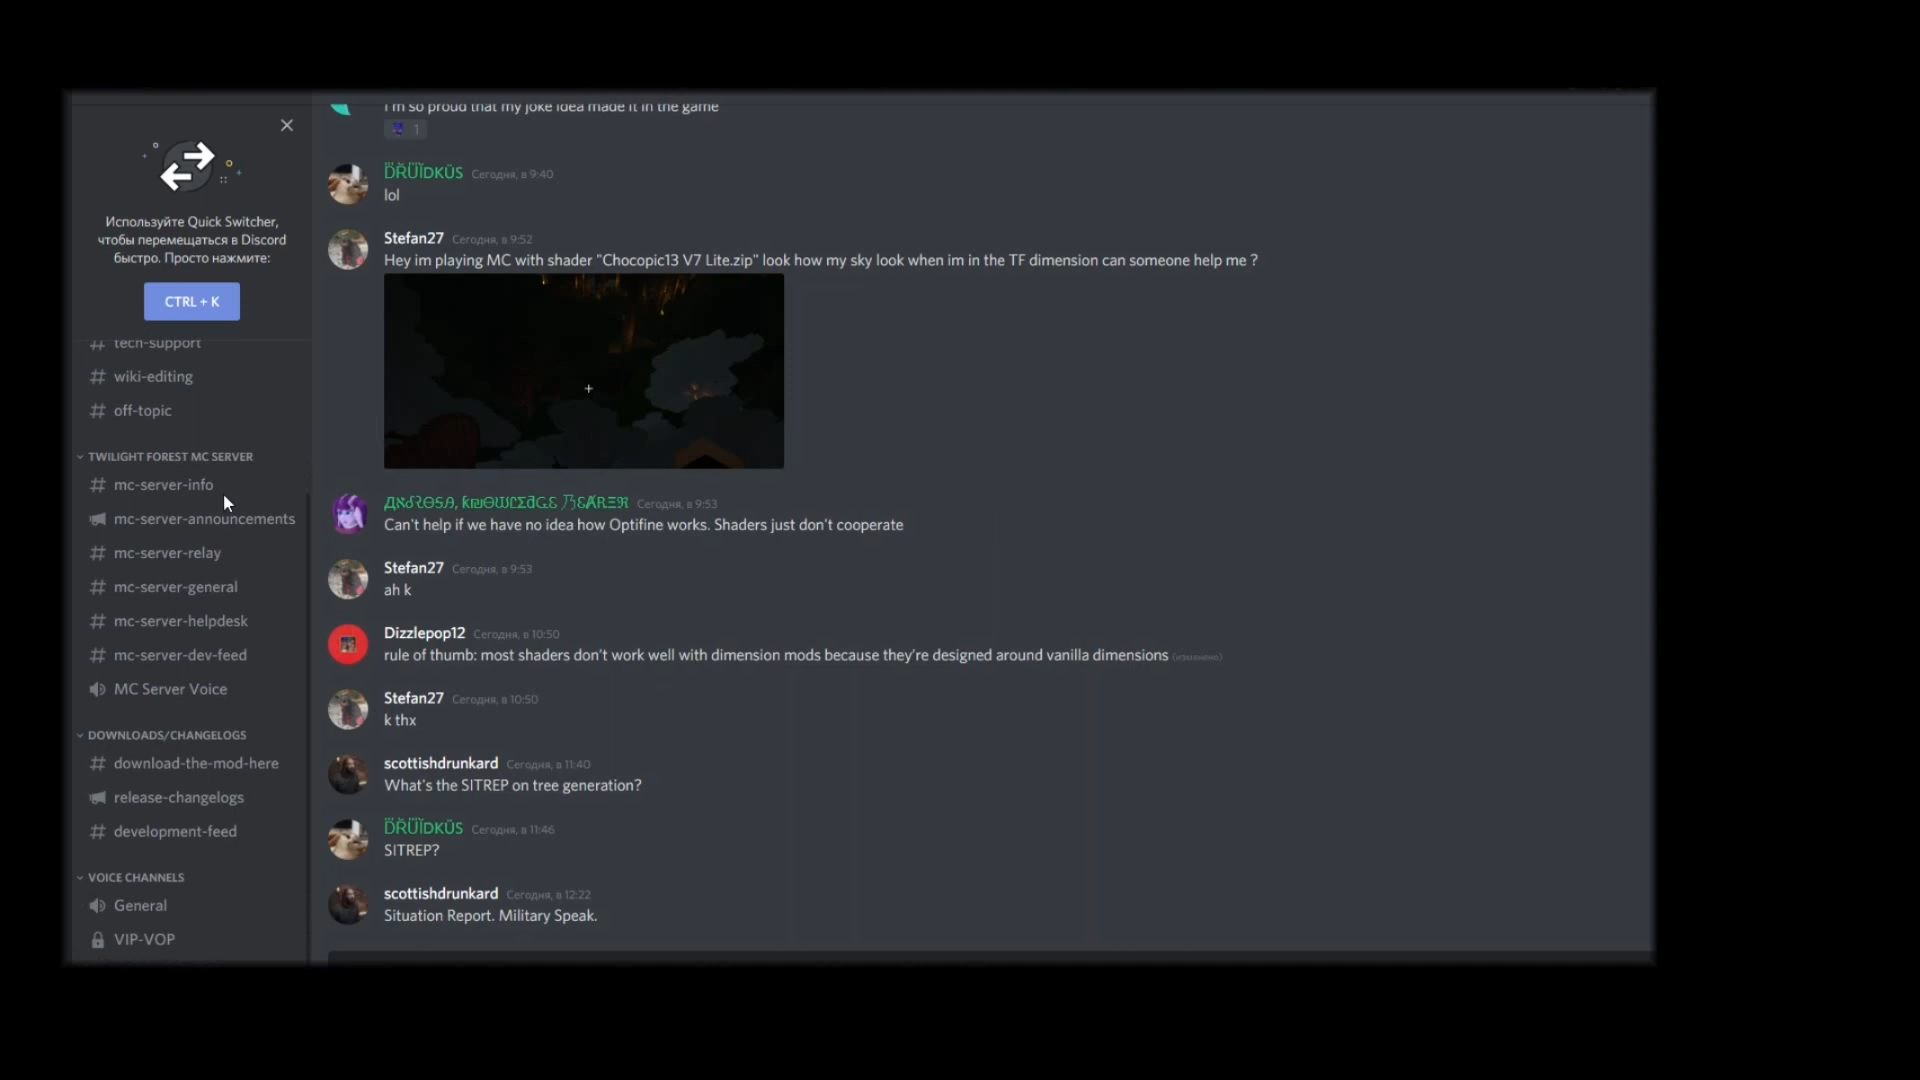 Используйте Quick Switcher,
чтобы перемещаться в Discord
быстро. Просто нажмите:
CTRL + K
# tech-support
# wiki-editing
# off-topic
TWILIGHT FOREST MC SERVER
# mc-server-info
mc-server-announcements
# mc-server-relay
# mc-server-general
# mc-server-helpdesk
# mc-server-dev-feed
MC Server Voice
DOWNLOADS/CHANGELOGS
# download-the-mod-here
release-changelogs
# development-feed
VOICE CHANNELS
General
VIP-VOP
I'm so proud that my joke idea made it in the game
1
Сегодня, в 9:40
lol
Stefan27 Сегодня, в 9:52
Hey im playing MC with shader "Chocopic13 V7 Lite.zip" look how my sky look when im in the TF dimension can someone help me ?
Сегодня, в 9:53
Can't help if we have no idea how Optifine works. Shaders just don't cooperate
Stefan27 Сегодня, в 9:53
ah k
Dizzlepop12 Сегодня, в 10:50
rule of thumb: most shaders don't work well with dimension mods because they're designed around vanilla dimensions (изменено)
Stefan27 Сегодня, в 10:50
k thx
scottishdrunkard Сегодня, в 11:40
What's the SITREP on tree generation?
Сегодня, в 11:46
SITREP?
scottishdrunkard Сегодня, в 12:22
Situation Report. Military Speak.